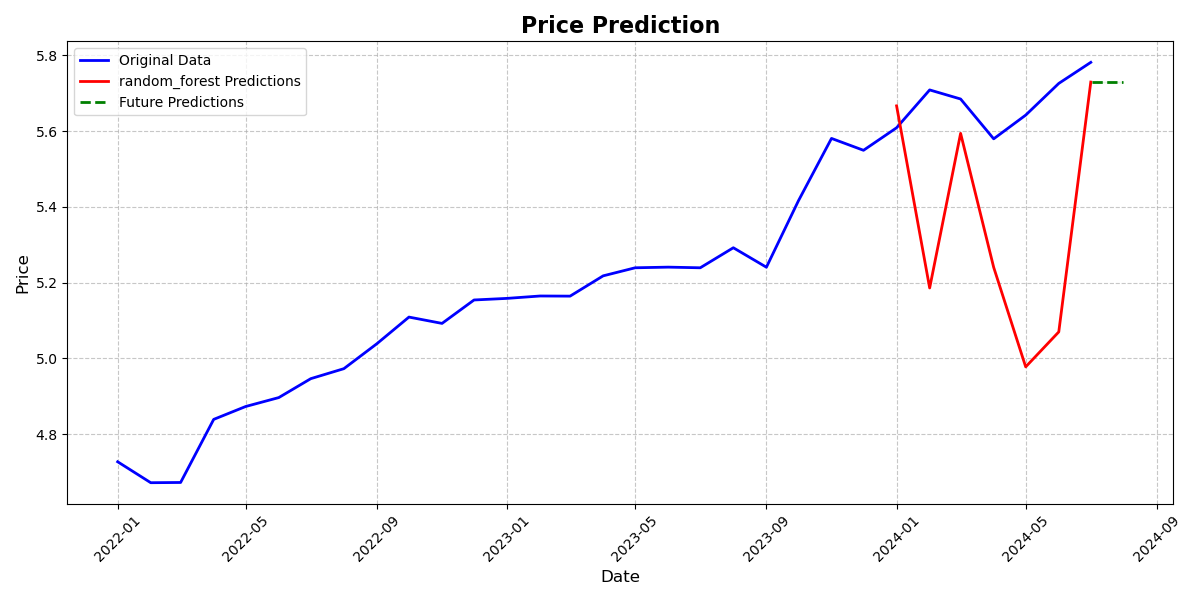 Price Prediction
Original Data
random_forest Predictions
Future Predictions
Price
5.8
5.6
5.4
5.2
5.0
4.8
2022-01
2022-05
2022-09
2023-01
2023-05
2023-09
2024-01
2024-05
2024-09
Date